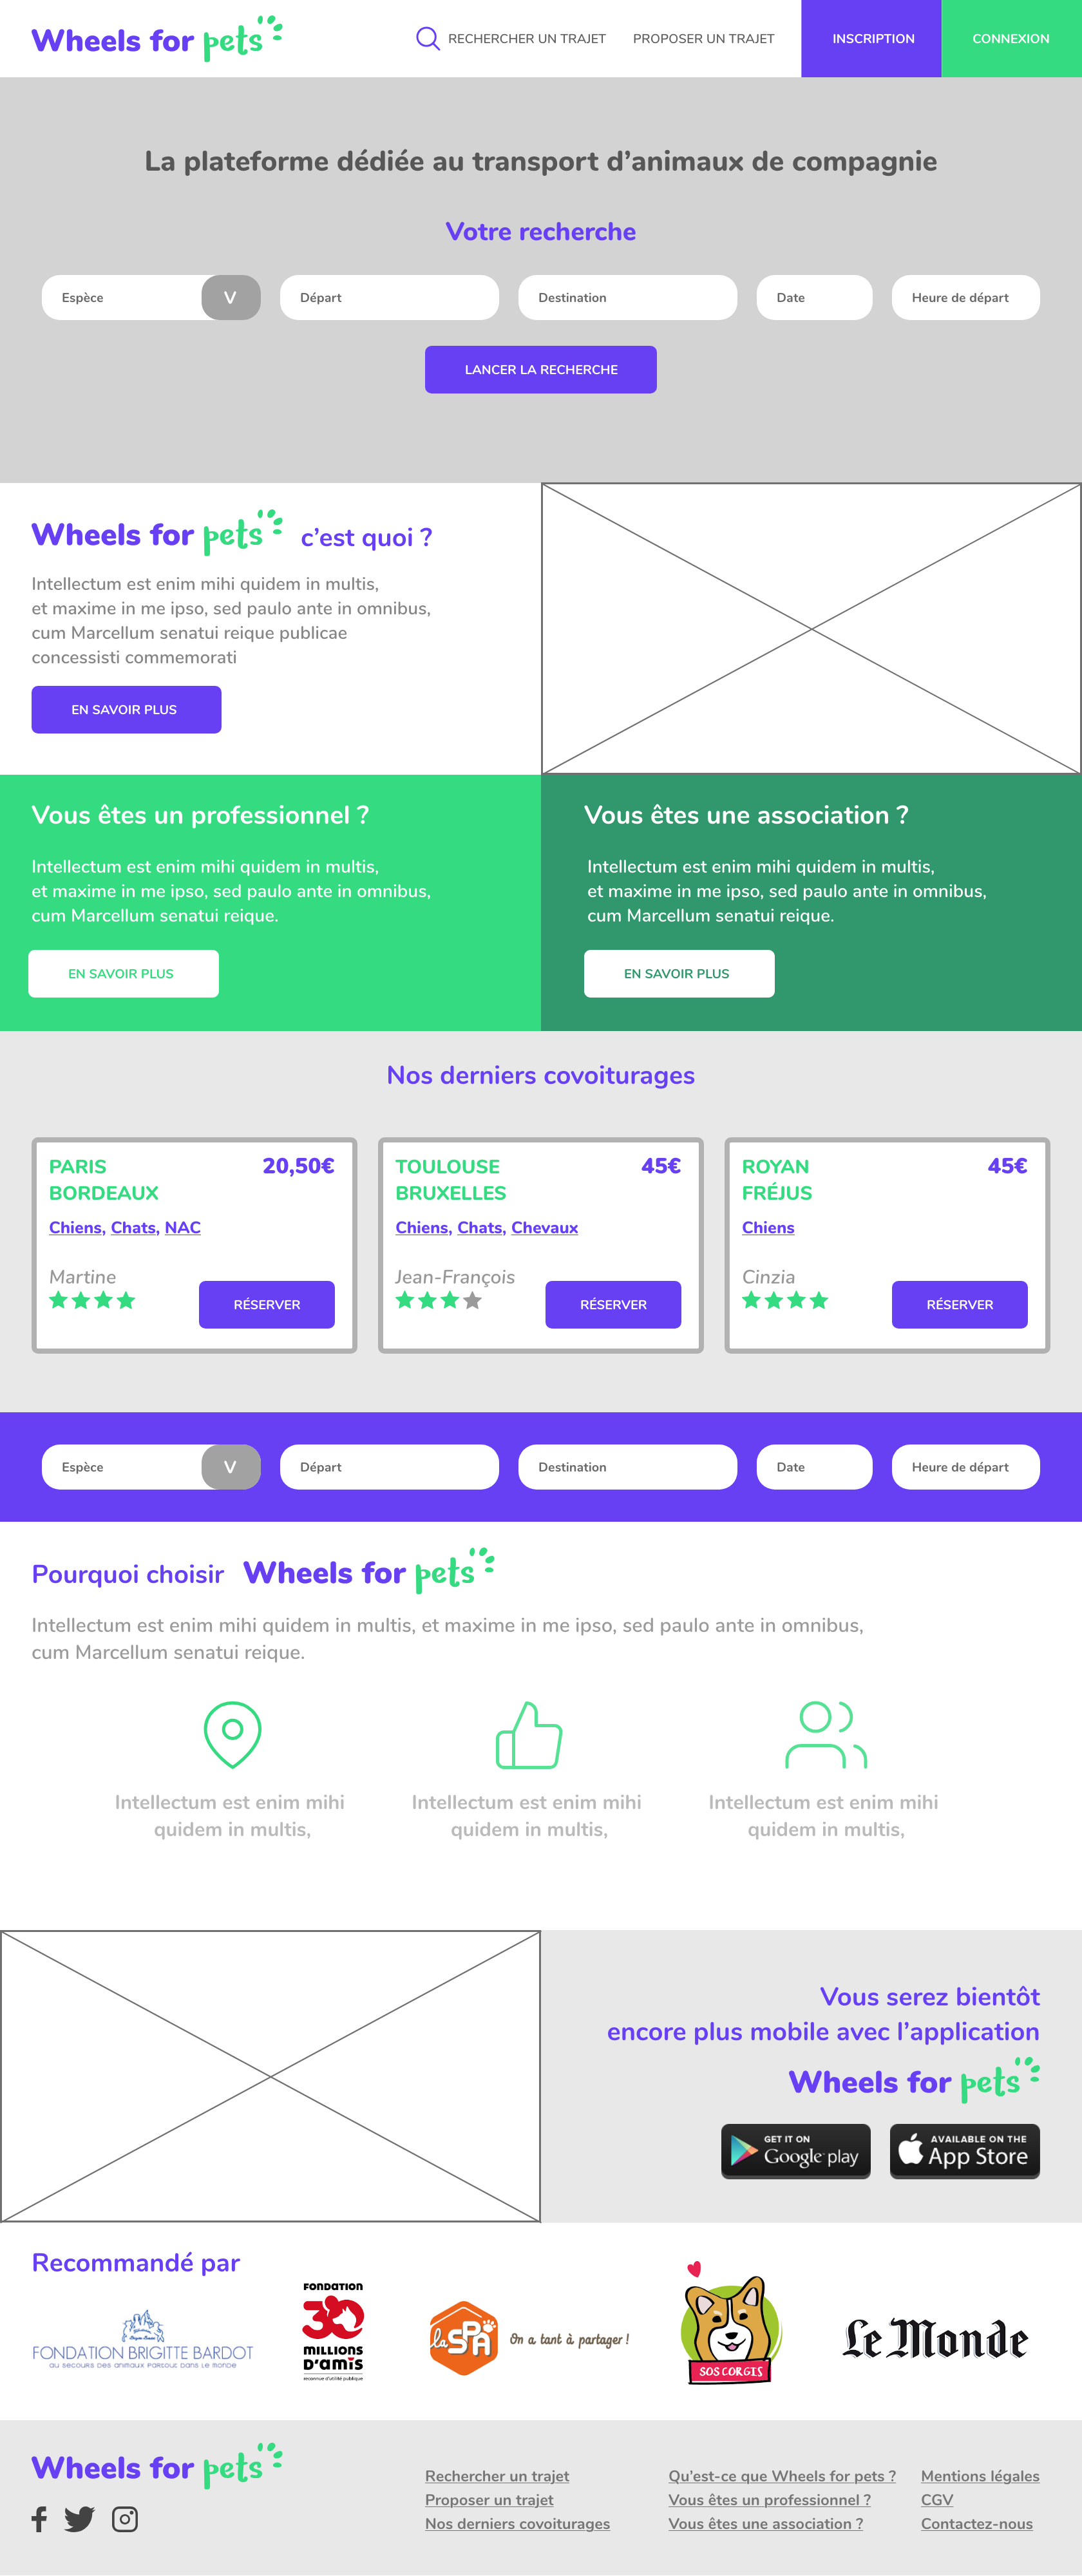 Wheels for pets
RECHERCHER UN TRAJET
PROPOSER UN TRAJET
INSCRIPTION
CONNEXION
La plateforme dédiée au transport d’animaux de compagnie
Votre recherche
Espèce
V
Départ
Destination
Date
Heure de départ
LANCER LA RECHERCHE
Wheels for pets c’est quoi ?
Intellectum est enim mihi quidem in multis,
et maxime in me ipso, sed paulo ante in omnibus,
cum Marcellum senatui reique publicae
concessisti commemorati
EN SAVOIR PLUS
Vous êtes un professionnel ?
Intellectum est enim mihi quidem in multis,
et maxime in me ipso, sed paulo ante in omnibus,
cum Marcellum senatui reique.
EN SAVOIR PLUS
Vous êtes une association ?
Intellectum est enim mihi quidem in multis,
et maxime in me ipso, sed paulo ante in omnibus,
cum Marcellum senatui reique.
EN SAVOIR PLUS
Nos derniers covoiturages
PARIS
BORDEAUX
20,50€
Chiens, Chats, NAC
Martine
RÉSERVER
TOULOUSE
BRUXELLES
45€
Chiens, Chats, Chevaux
Jean-François
RÉSERVER
ROYAN
FRÉJUS
45€
Chiens
Cinzia
RÉSERVER
Espèce
V
Départ
Destination
Date
Heure de départ
Pourquoi choisir Wheels for pets
Intellectum est enim mihi quidem in multis, et maxime in me ipso, sed paulo ante in omnibus,
cum Marcellum senatui reique.
Intellectum est enim mihi
quidem in multis,
Intellectum est enim mihi
quidem in multis,
Intellectum est enim mihi
quidem in multis,
Vous serez bientôt
encore plus mobile avec l’application
Wheels for pets
GET IT ON
Google play
AVAILABLE ON THE
App Store
Recommandé par
FONDATION BRIGITTE BARDOT
au secours des animaux partout dans le monde
FONDATION
30
MILLIONS
D'AMIS
reconnue d'utilité publique
la SPA
On a tant à partager !
SOS CORGIS
Le Monde
Wheels for pets
Rechercher un trajet
Proposer un trajet
Nos derniers covoiturages
Qu’est-ce que Wheels for pets ?
Vous êtes un professionnel ?
Vous êtes une association ?
Mentions légales
CGV
Contactez-nous